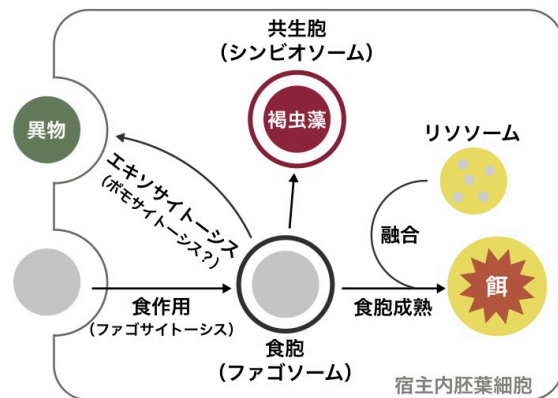 共生胞
(シンビオソーム)
異物
褐虫藻
リソソーム
エキソサイトーシス
(ボモサイトーシス?)
融合
餌
食作用
(ファゴサイトーシス)
食胞成熟
食胞
(ファゴソーム)
宿主内胚葉細胞